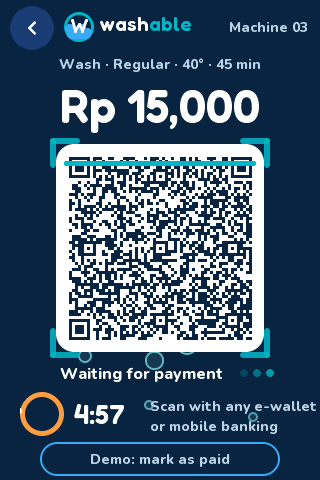 washable
Machine 03
Wash · Regular · 40° · 45 min
Rp 15,000
Waiting for payment
4:57
Scan with any e-wallet
or mobile banking
Demo: mark as paid